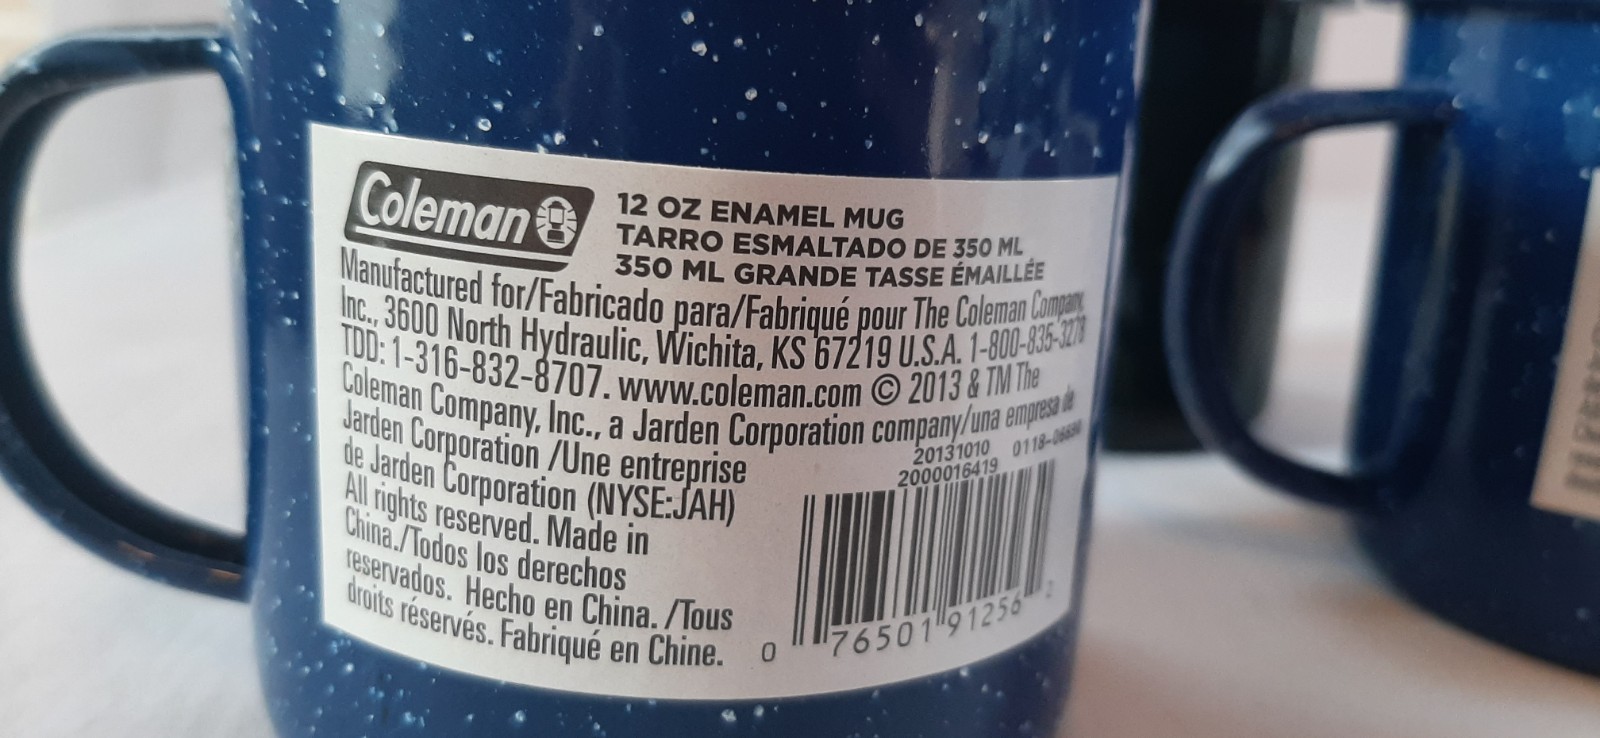 Coleman
12 OZ ENAMEL MUG
TARRO ESMALTADO DE 350 ML
350 ML GRANDE TASSE ÉMAILLÉE
Manufactured for/Fabricado para/Fabriqué pour The Coleman Company,
Inc., 3600 North Hydraulic, Wichita, KS 67219 U.S.A. 1-800-835-3278
TDD: 1-316-832-8707. www.coleman.com © 2013 & TM The
Coleman Company, Inc., a Jarden Corporation company/una empresa de
Jarden Corporation /Une entreprise
de Jarden Corporation (NYSE:JAH)
All rights reserved. Made in
China./Todos los derechos
reservados. Hecho en China. /Tous
droits réservés. Fabriqué en Chine.
20131010
2000016419
0 76501 91256 2